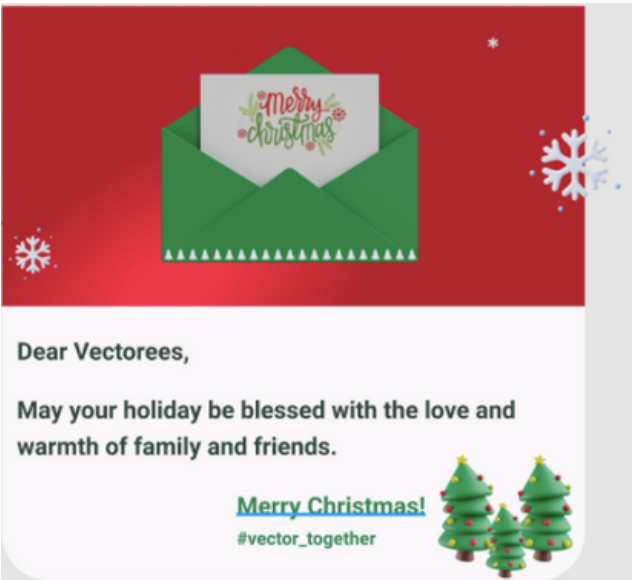 Merry
christmas
Dear Vectorees,
May your holiday be blessed with the love and
warmth of family and friends.
Merry Christmas!
#vector_together